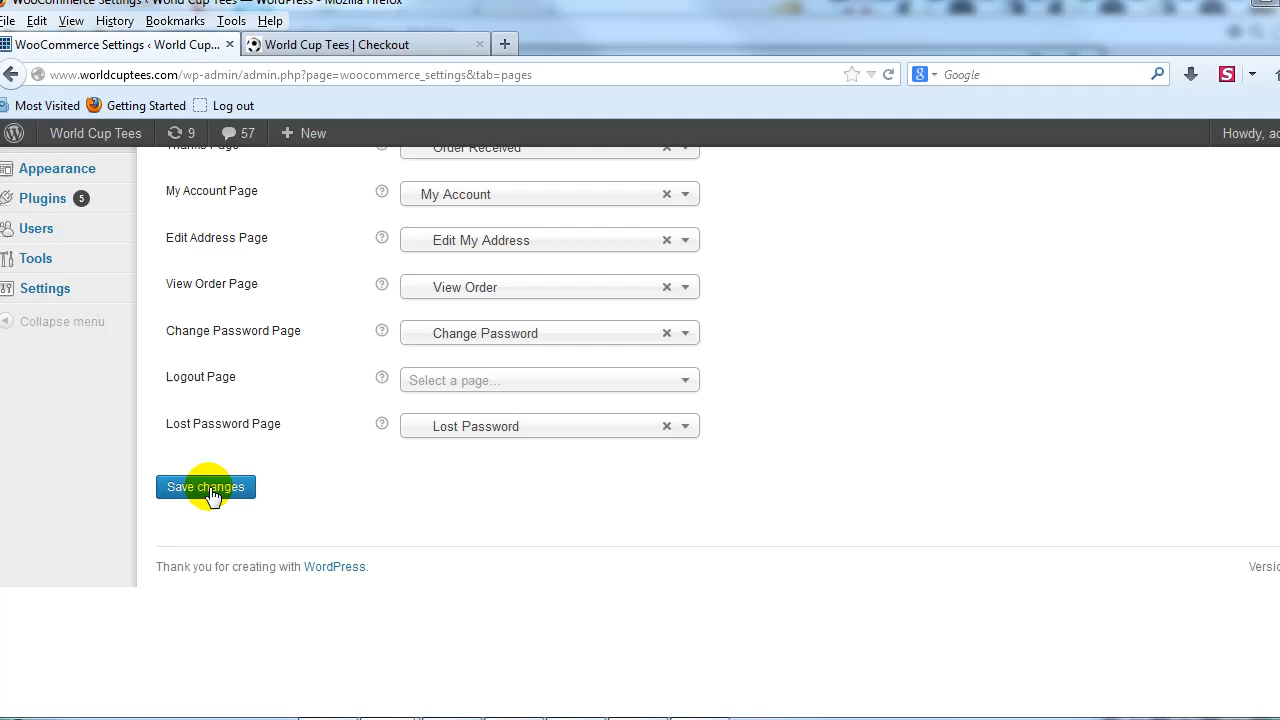 WooCommerce Settings ‹ World Cup Tees — WordPress - Mozilla Firefox
File Edit View History Bookmarks Tools Help
WooCommerce Settings ‹ World Cup... World Cup Tees | Checkout
www.worldcuptees.com/wp-admin/admin.php?page=woocommerce_settings&tab=pages Google
Most Visited Getting Started Log out
World Cup Tees 9 57 New Howdy, ad
Thanks Page Order Received
Appearance
My Account Page My Account
Plugins 5
Users
Edit Address Page Edit My Address
Tools
View Order Page View Order
Settings
Collapse menu
Change Password Page Change Password
Logout Page Select a page...
Lost Password Page Lost Password
Save changes
Thank you for creating with WordPress. Versio